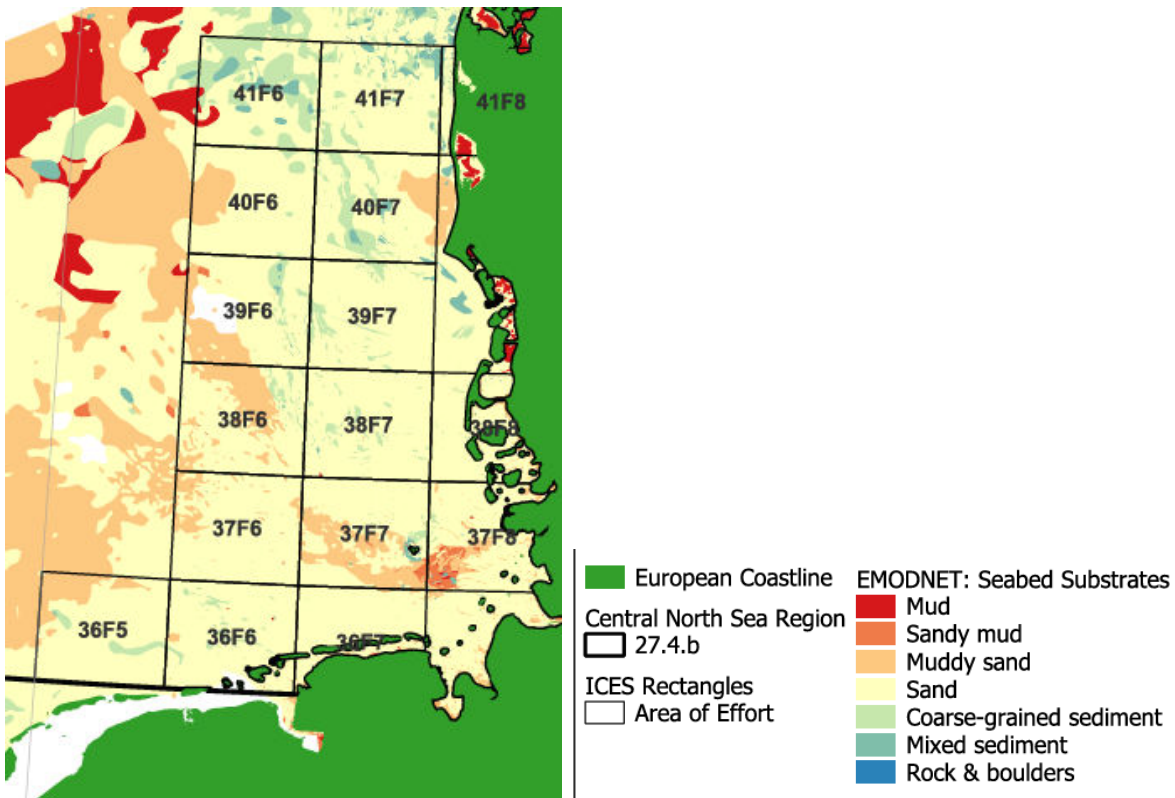 41F6
41F7
41F8
40F6
40F7
39F6
39F7
38F6
38F7
38F8
37F6
37F7
37F8
36F5
36F6
36F7
European Coastline
Central North Sea Region
27.4.b
ICES Rectangles
Area of Effort
EMODNET: Seabed Substrates
Mud
Sandy mud
Muddy sand
Sand
Coarse-grained sediment
Mixed sediment
Rock & boulders